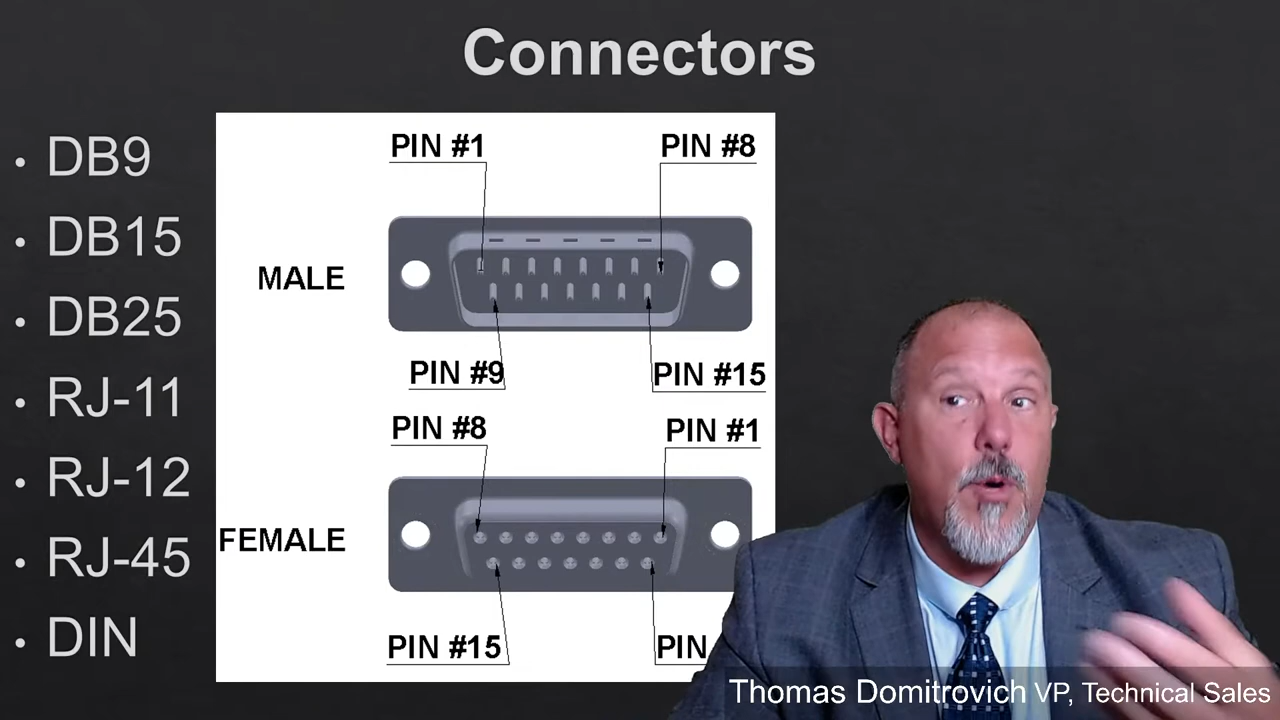 Connectors
• DB9
• DB15
• DB25
• RJ-11
• RJ-12
• RJ-45
• DIN
PIN #1 PIN #8
MALE
PIN #9 PIN #15
PIN #8 PIN #1
FEMALE
PIN #15 PIN
Thomas Domitrovich VP, Technical Sales